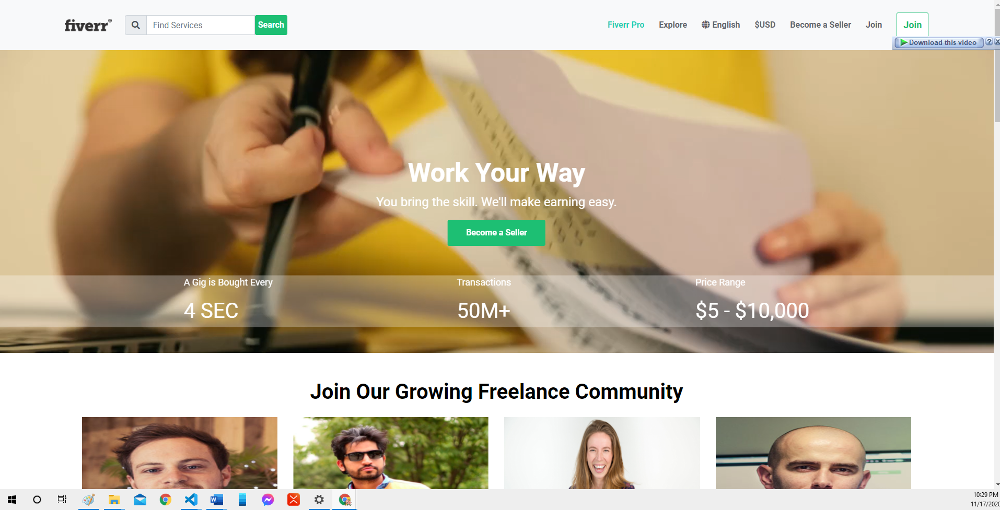 fiverr®
Find Services
Search
Fiverr Pro
Explore
English
$USD
Become a Seller
Join
Join
Download this video
?
X
Work Your Way
You bring the skill. We'll make earning easy.
Become a Seller
A Gig is Bought Every
Transactions
Price Range
4 SEC
50M+
$5 - $10,000
Join Our Growing Freelance Community
W
10:29 PM
11/17/2020